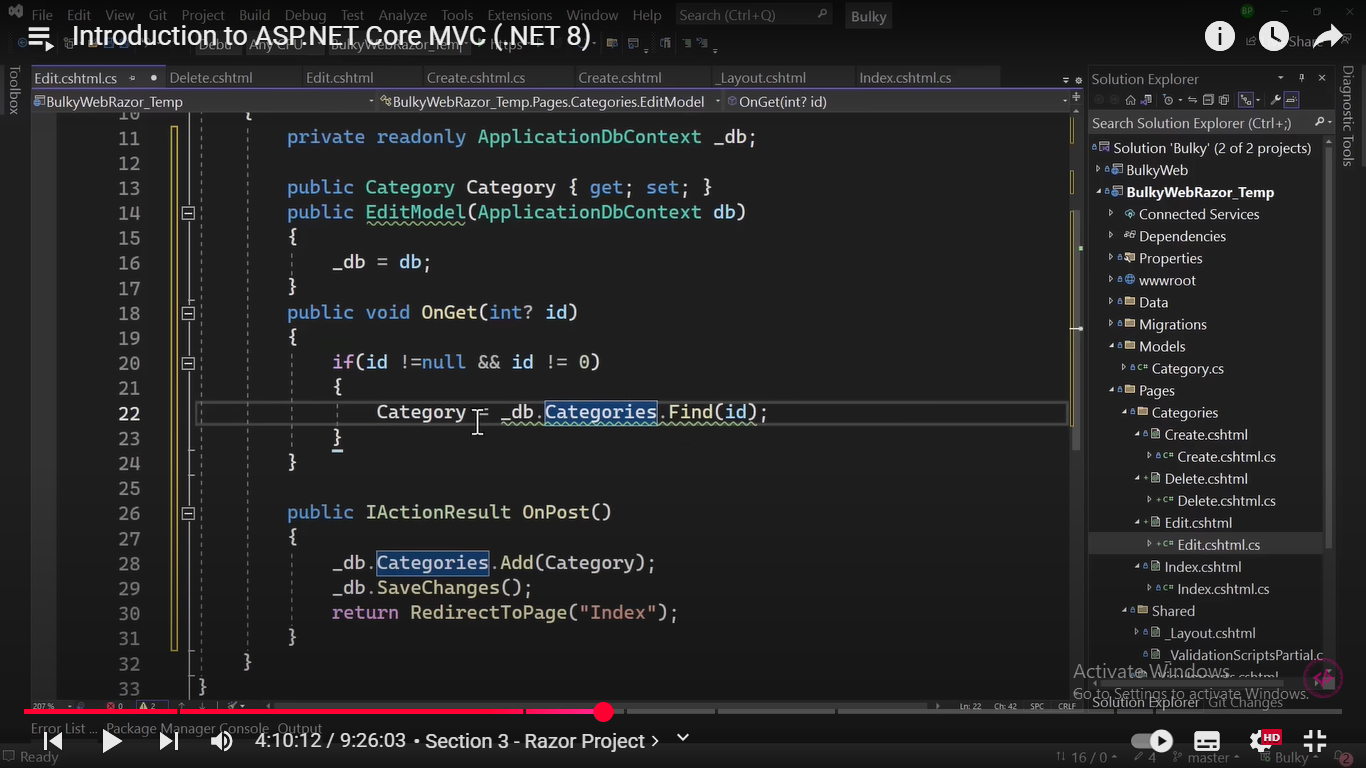 File Edit View Git Project Build Debug Test Analyze Tools Extensions Window Help Search (Ctrl+Q) Bulky
Introduction to ASP.NET Core MVC (.NET 8)
Share
Toolbox
Edit.cshtml.cs Delete.cshtml Edit.cshtml Create.cshtml.cs Create.cshtml _Layout.cshtml Index.cshtml.cs
BulkyWebRazor_Temp BulkyWebRazor_Temp.Pages.Categories.EditModel OnGet(int? id)
10 {
11 private readonly ApplicationDbContext _db;
12
13 public Category Category { get; set; }
14 public EditModel(ApplicationDbContext db)
15 {
16 _db = db;
17 }
18 public void OnGet(int? id)
19 {
20 if(id !=null && id != 0)
21 {
22 Category = _db.Categories.Find(id);
23 }
24 }
25
26 public IActionResult OnPost()
27 {
28 _db.Categories.Add(Category);
29 _db.SaveChanges();
30 return RedirectToPage("Index");
31 }
32 }
33 }
207 % 0 2 Ln: 22 Ch: 42 SPC CRLF
Solution Explorer
Search Solution Explorer (Ctrl+;)
Solution 'Bulky' (2 of 2 projects)
BulkyWeb
BulkyWebRazor_Temp
Connected Services
Dependencies
Properties
wwwroot
Data
Migrations
Models
Category.cs
Pages
Categories
Create.cshtml
Create.cshtml.cs
Delete.cshtml
Delete.cshtml.cs
Edit.cshtml
Edit.cshtml.cs
Index.cshtml
Index.cshtml.cs
Shared
_Layout.cshtml
_ValidationScriptsPartial.c
Diagnostic Tools
Activate Windows
Go to Settings to activate Windows.
Solution Explorer Git Changes
Error List ... Package Manager Console Output
4:10:12 / 9:26:03 • Section 3 - Razor Project
HD
Ready 16 / 0 4 master Bulky 2